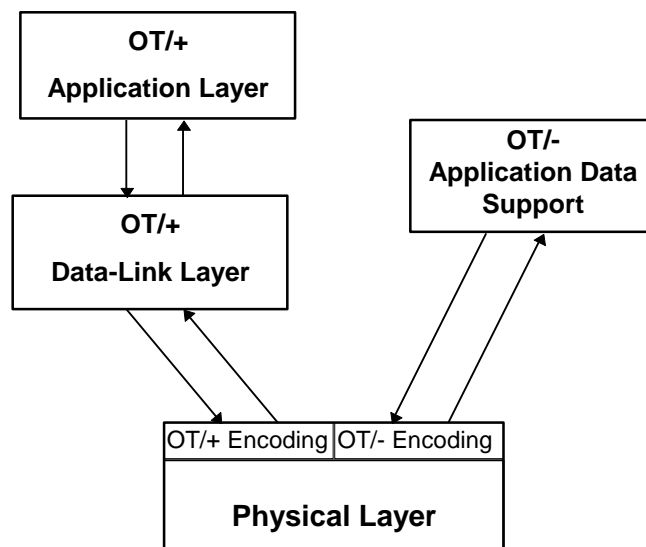 OT/+
Application Layer
OT/-
Application Data
Support
OT/+
Data-Link Layer
OT/+ Encoding
OT/- Encoding
Physical Layer